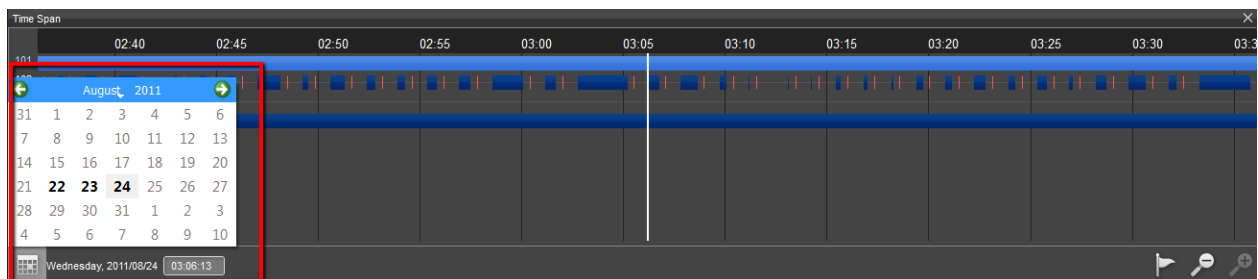 Time Span
02:40 02:45 02:50 02:55 03:00 03:05 03:10 03:15 03:20 03:25 03:30 03:3
101
August 2011
31 1 2 3 4 5 6
7 8 9 10 11 12 13
14 15 16 17 18 19 20
21 22 23 24 25 26 27
28 29 30 31 1 2 3
4 5 6 7 8 9 10
Wednesday, 2011/08/24 03:06:13